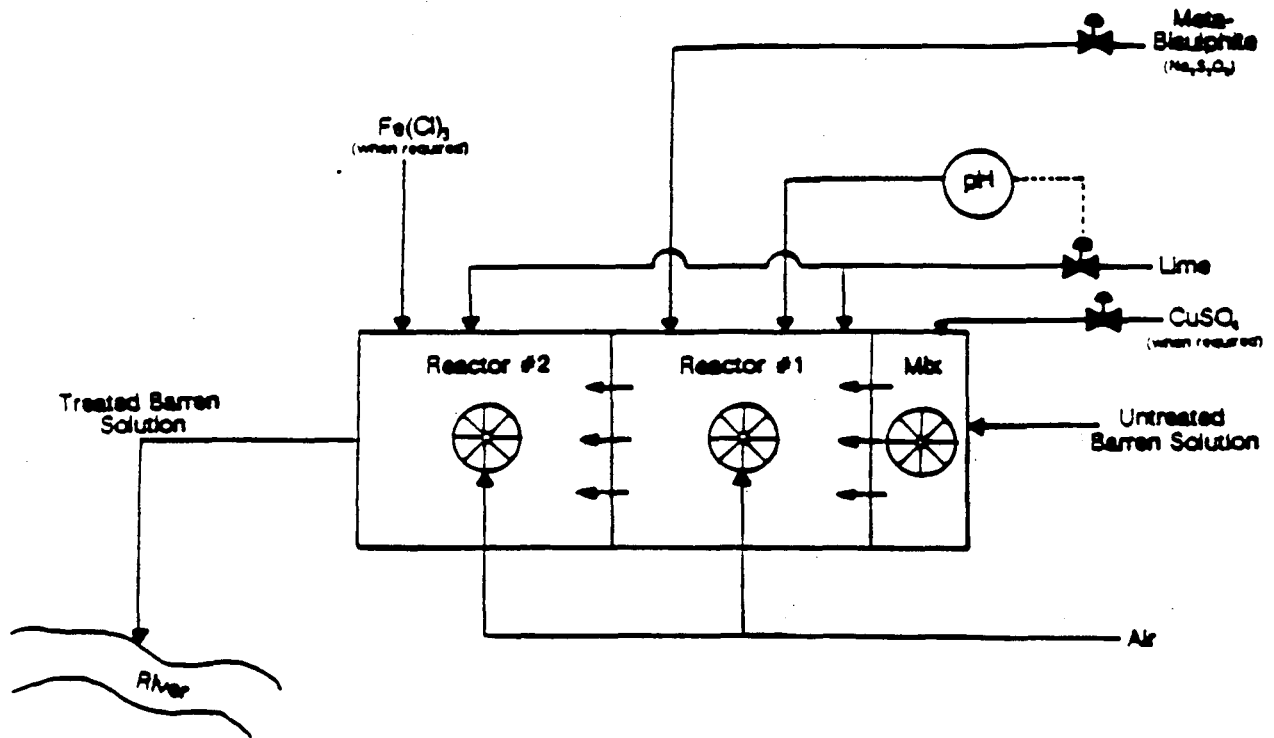 Meta-
Bisulphite
(Na₂S₂O₅)
Fe(Cl)₃
(when required)
pH
Lime
CuSO₄
(when required)
Reactor #2
Reactor #1
Mix
Treated Barren
Solution
Untreated
Barren Solution
Air
River